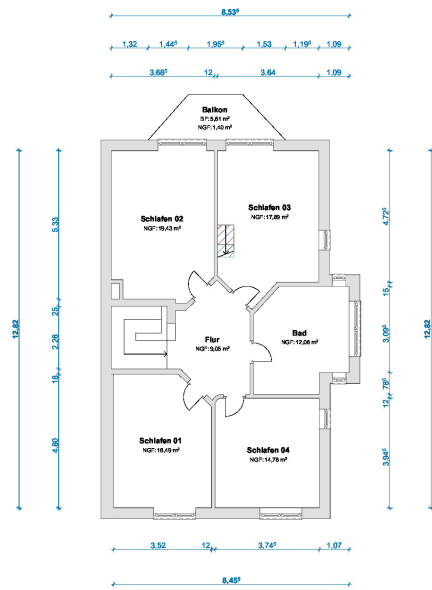 8,53⁵
1,32 1,44⁵ 1,95⁵ 1,53 1,19⁵ 1,09
3,68⁵ 12 3,64 1,09
Balkon
BF:5,61 m²
NGF:1,40 m²
Schlafen 02
NGF:19,43 m²
Schlafen 03
NGF:17,89 m²
Flur
NGF:9,05 m²
Bad
NGF:12,06 m²
Schlafen 01
NGF:16,49 m²
Schlafen 04
NGF:14,78 m²
12,82
5,33
25
2,26
18
4,80
4,72⁵
15
3,09⁵
78⁵
12
3,94⁵
12,82
3,52 12 3,74⁵ 1,07
8,45⁵